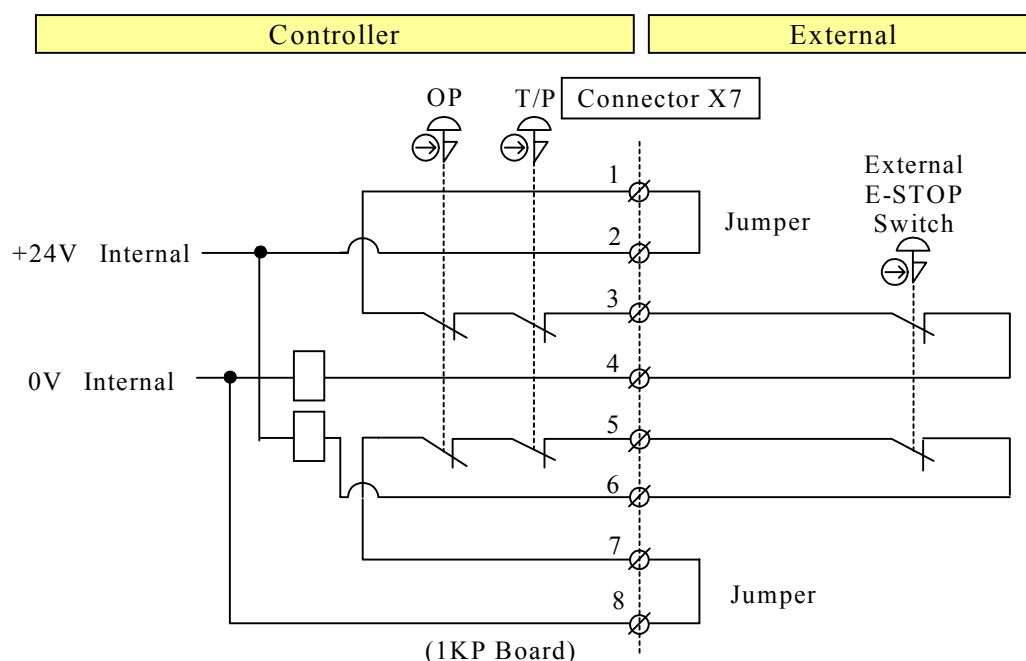 Controller
External
OP
T/P
Connector X7
1
Jumper
External
E-STOP
Switch
2
+24V Internal
3
4
0V Internal
5
6
7
Jumper
8
(1KP Board)